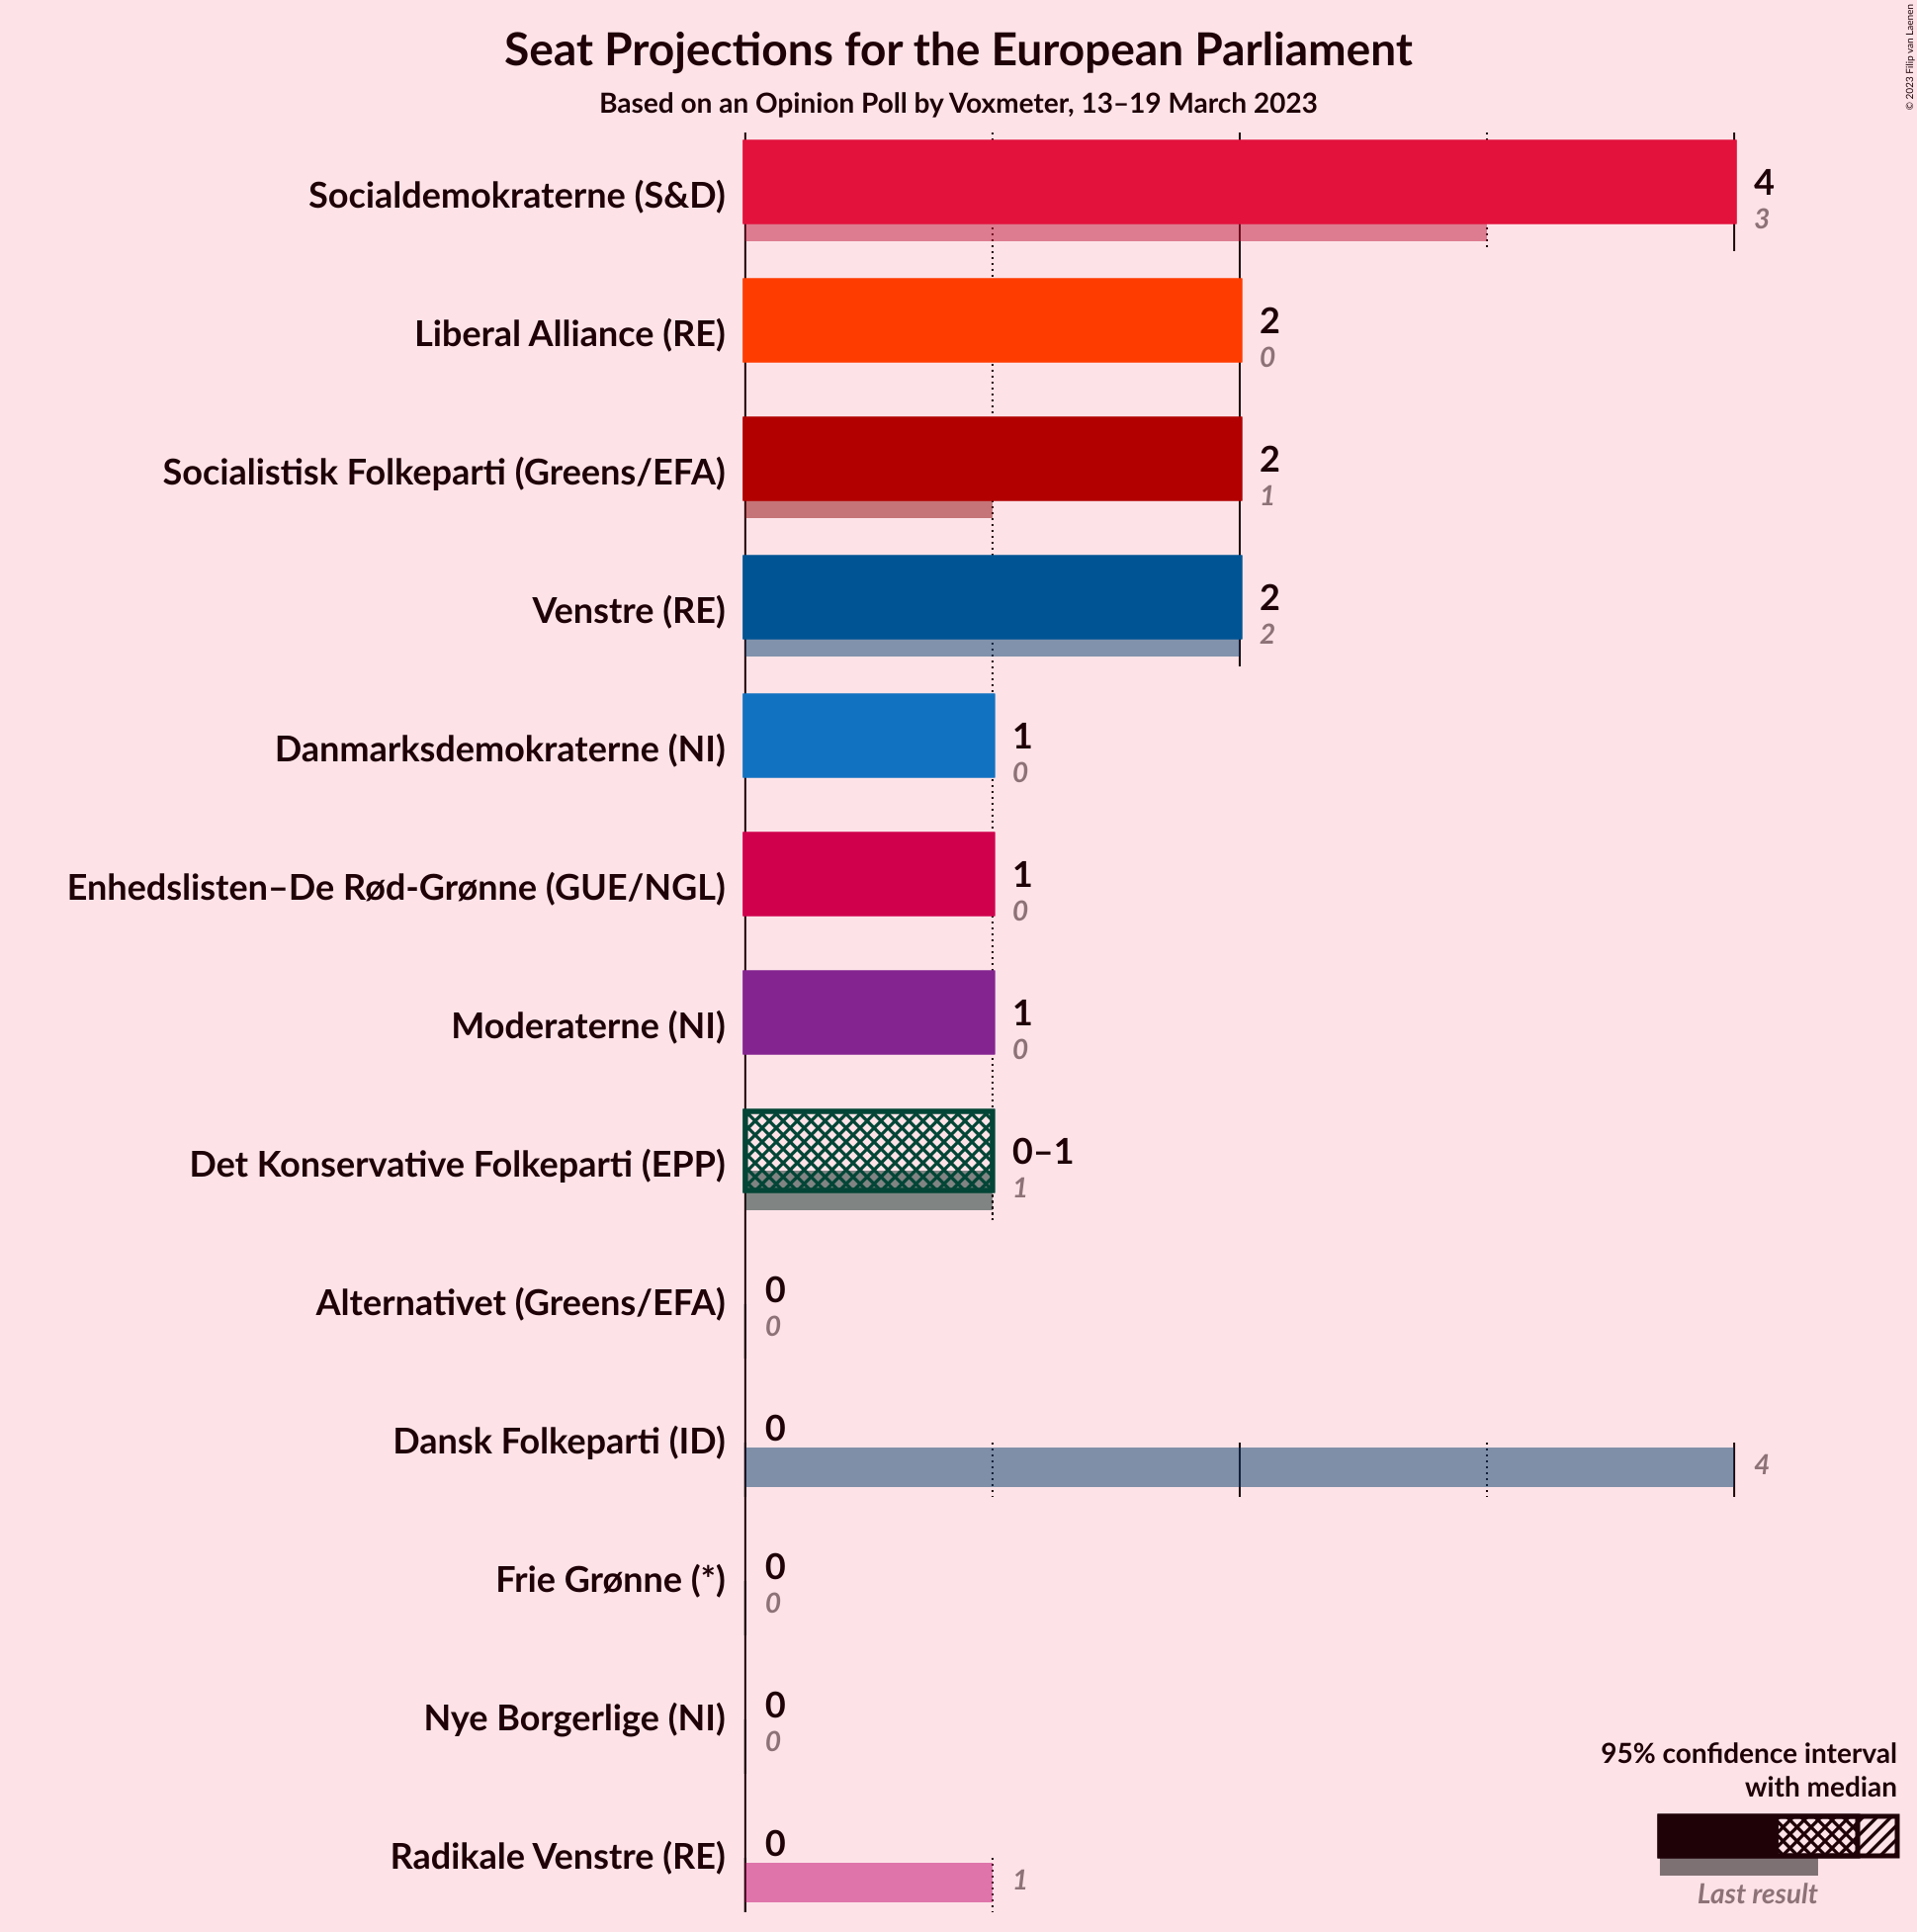 Seat Projections for the European Parliament
Based on an Opinion Poll by Voxmeter, 13–19 March 2023
© 2023 Filip van Laenen
Socialdemokraterne (S&D)
4
3
Liberal Alliance (RE)
2
0
Socialistisk Folkeparti (Greens/EFA)
2
1
Venstre (RE)
2
2
Danmarksdemokraterne (NI)
1
0
Enhedslisten–De Rød-Grønne (GUE/NGL)
1
0
Moderaterne (NI)
1
0
Det Konservative Folkeparti (EPP)
0–1
1
Alternativet (Greens/EFA)
0
0
Dansk Folkeparti (ID)
0
4
Frie Grønne (*)
0
0
Nye Borgerlige (NI)
0
0
Radikale Venstre (RE)
0
1
95% confidence interval
with median
Last result